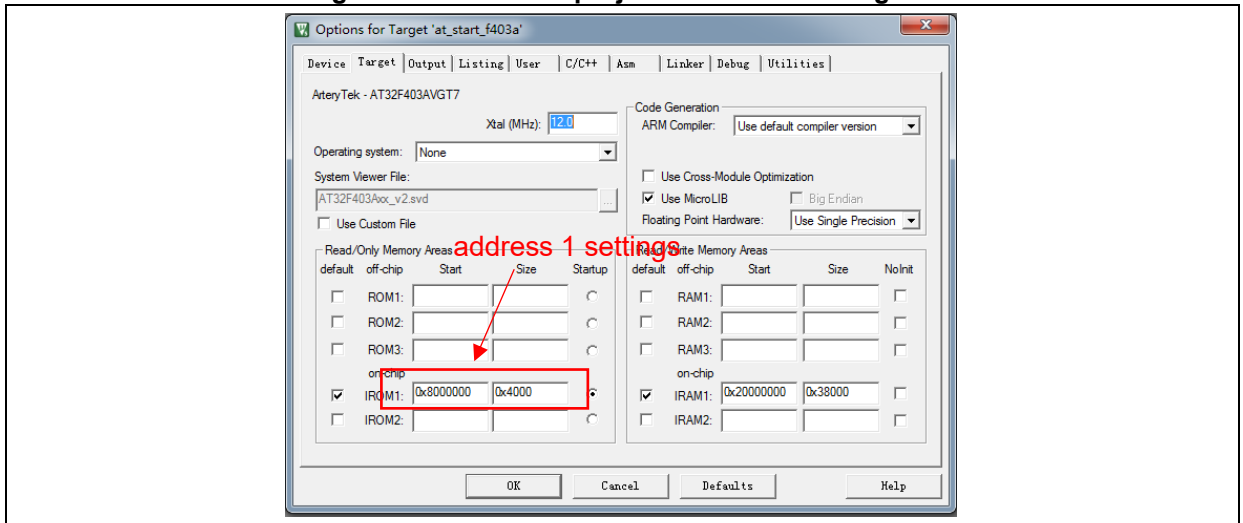 Options for Target 'at_start_f403a'
Device Target Output Listing User C/C++ Asm Linker Debug Utilities
ArteryTek - AT32F403AVGT7
Xtal (MHz): 12.0
Operating system: None
System Viewer File:
AT32F403Axx_v2.svd
...
Use Custom File
Code Generation
ARM Compiler: Use default compiler version
Use Cross-Module Optimization
Use MicroLIB Big Endian
Floating Point Hardware: Use Single Precision
address 1 settings
Read/Only Memory Areas
default off-chip Start Size Startup
ROM1:
ROM2:
ROM3:
on-chip
IROM1: 0x8000000 0x4000
IROM2:
Read/Write Memory Areas
default off-chip Start Size NoInit
RAM1:
RAM2:
RAM3:
on-chip
IRAM1: 0x20000000 0x38000
IRAM2:
OK Cancel Defaults Help